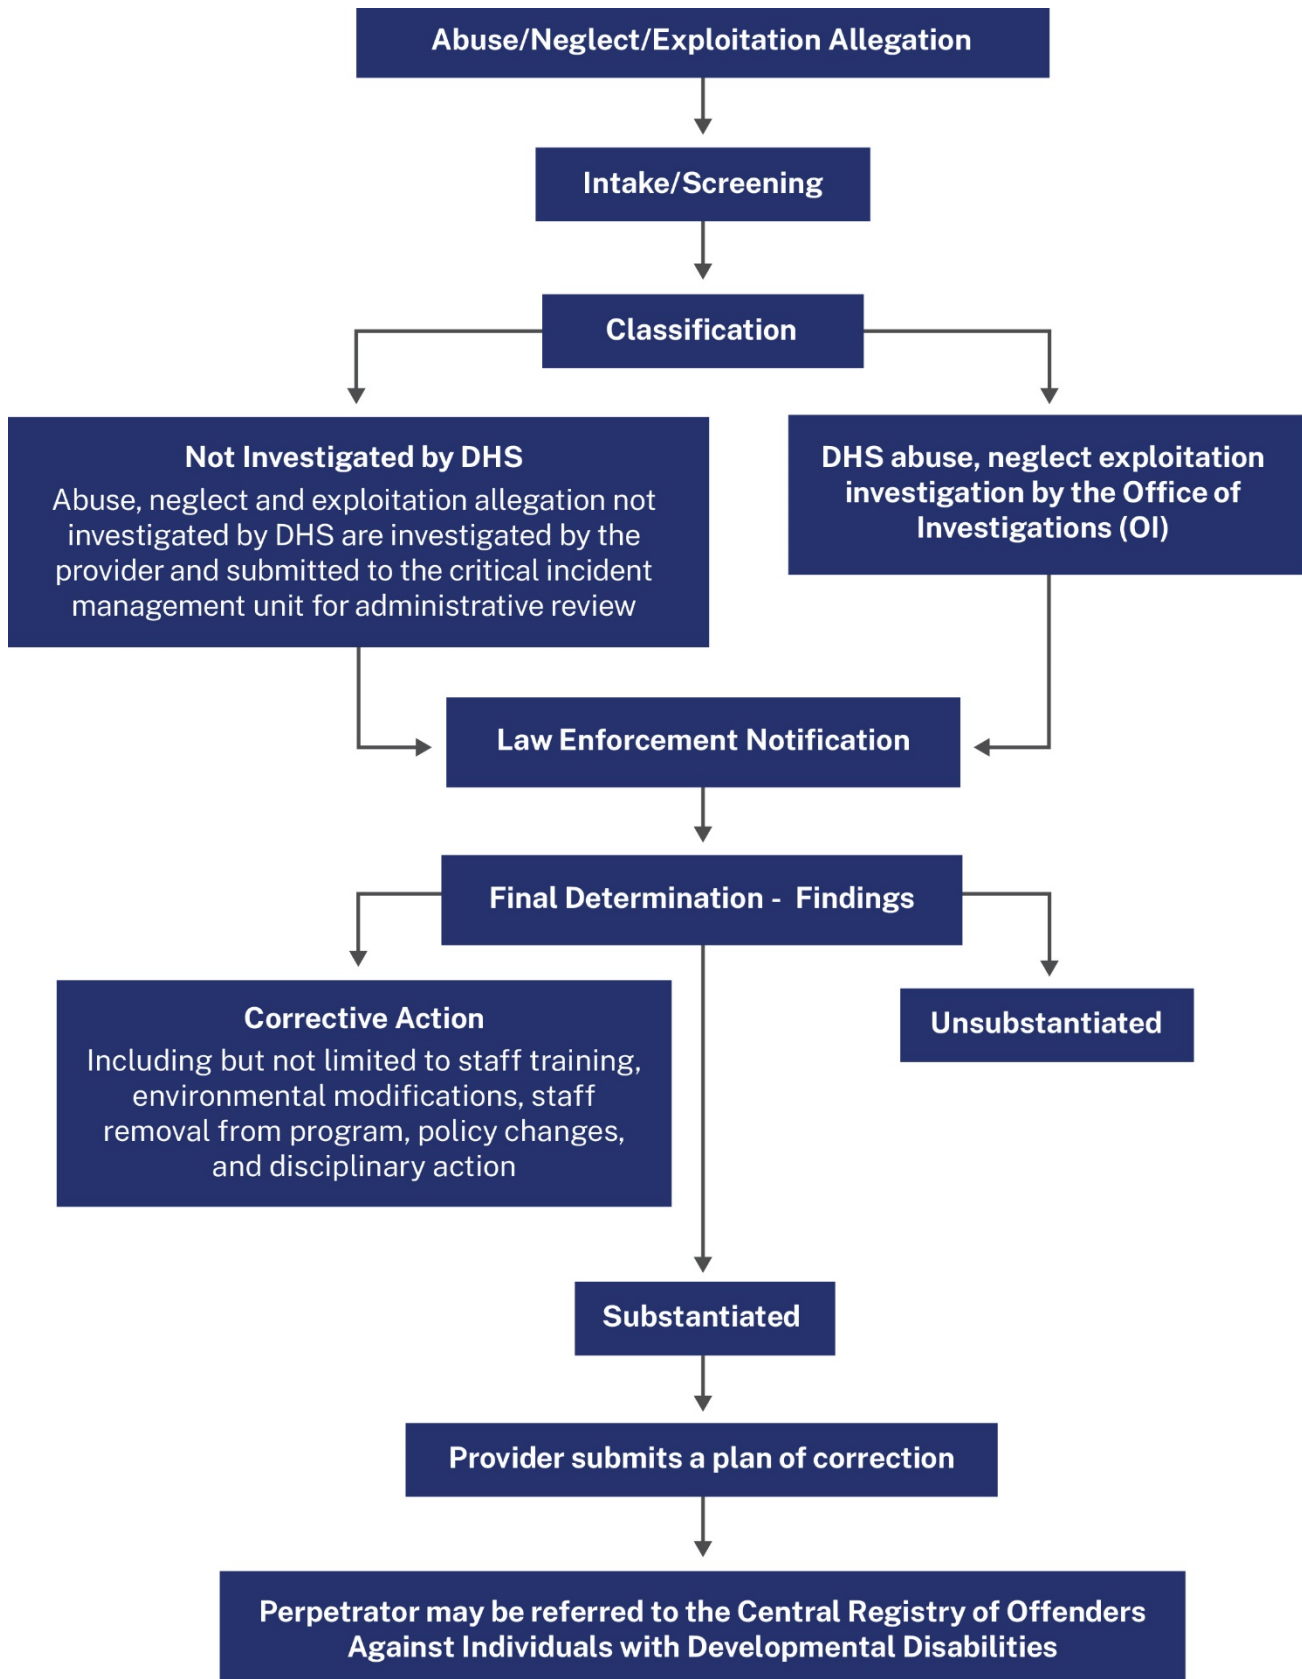 Abuse/Neglect/Exploitation Allegation
Intake/Screening
Classification
Not Investigated by DHS
Abuse, neglect and exploitation allegation not
investigated by DHS are investigated by the
provider and submitted to the critical incident
management unit for administrative review
DHS abuse, neglect exploitation
investigation by the Office of
Investigations (OI)
Law Enforcement Notification
Final Determination - Findings
Corrective Action
Including but not limited to staff training,
environmental modifications, staff
removal from program, policy changes,
and disciplinary action
Unsubstantiated
Substantiated
Provider submits a plan of correction
Perpetrator may be referred to the Central Registry of Offenders
Against Individuals with Developmental Disabilities